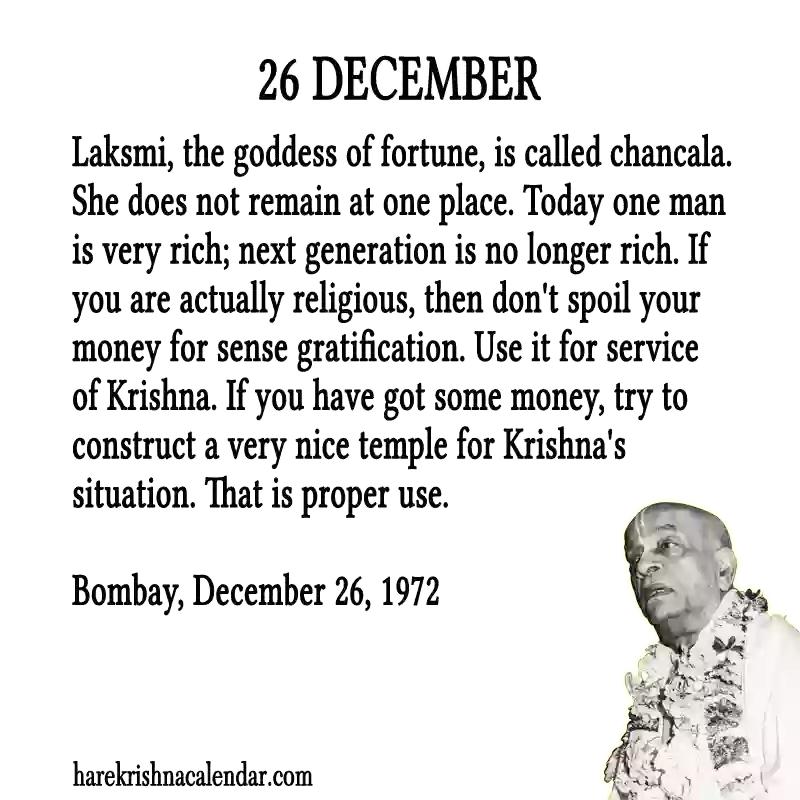 26 DECEMBER
Laksmi, the goddess of fortune, is called chancala.
She does not remain at one place. Today one man
is very rich; next generation is no longer rich. If
you are actually religious, then don't spoil your
money for sense gratification. Use it for service
of Krishna. If you have got some money, try to
construct a very nice temple for Krishna's
situation. That is proper use.
Bombay, December 26, 1972
harekrishnacalendar.com